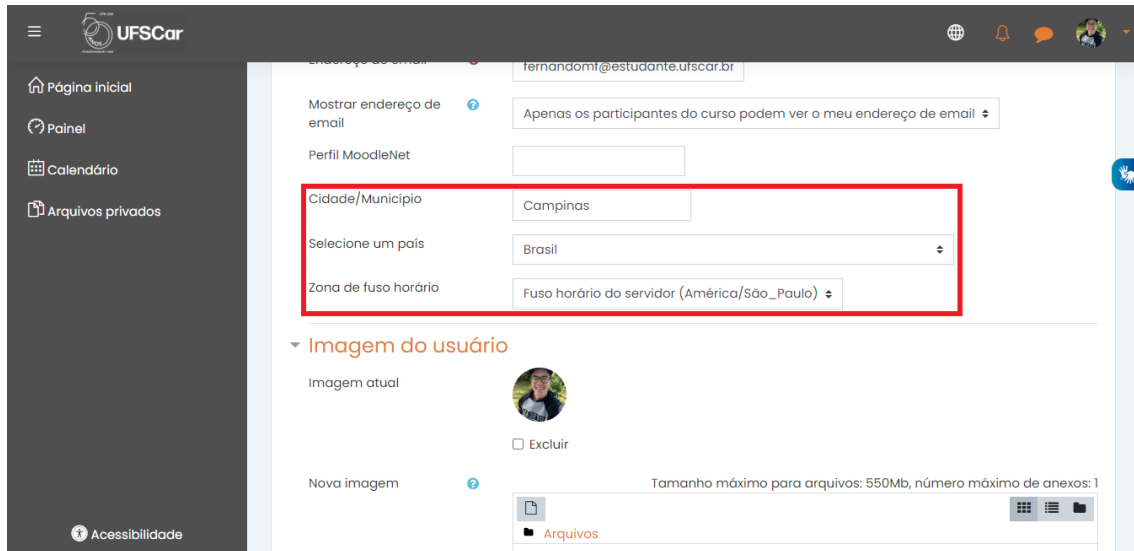 UFSCar
Página inicial
Painel
Calendário
Arquivos privados
Acessibilidade
Endereço de email
fernandomf@estudante.ufscar.br
Mostrar endereço de email
Apenas os participantes do curso podem ver o meu endereço de email
Perfil MoodleNet
Cidade/Município
Campinas
Selecione um país
Brasil
Zona de fuso horário
Fuso horário do servidor (América/São_Paulo)
Imagem do usuário
Imagem atual
Excluir
Nova imagem
Tamanho máximo para arquivos: 550Mb, número máximo de anexos: 1
Arquivos